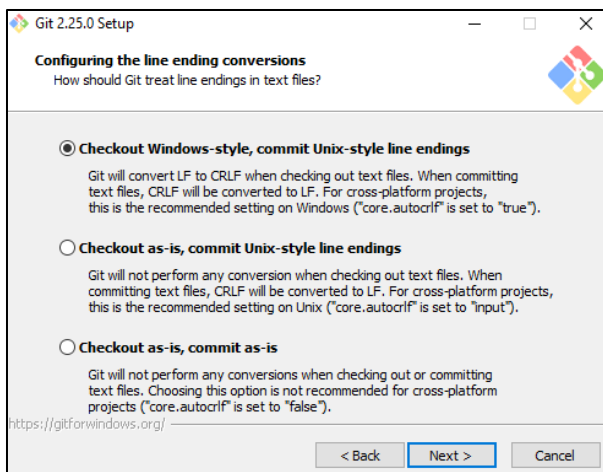 Git 2.25.0 Setup
Configuring the line ending conversions
How should Git treat line endings in text files?
Checkout Windows-style, commit Unix-style line endings
Git will convert LF to CRLF when checking out text files. When committing
text files, CRLF will be converted to LF. For cross-platform projects,
this is the recommended setting on Windows ("core.autocrlf" is set to "true").
Checkout as-is, commit Unix-style line endings
Git will not perform any conversion when checking out text files. When
committing text files, CRLF will be converted to LF. For cross-platform projects,
this is the recommended setting on Unix ("core.autocrlf" is set to "input").
Checkout as-is, commit as-is
Git will not perform any conversions when checking out or committing
text files. Choosing this option is not recommended for cross-platform
projects ("core.autocrlf" is set to "false").
https://gitforwindows.org/
< Back Next > Cancel